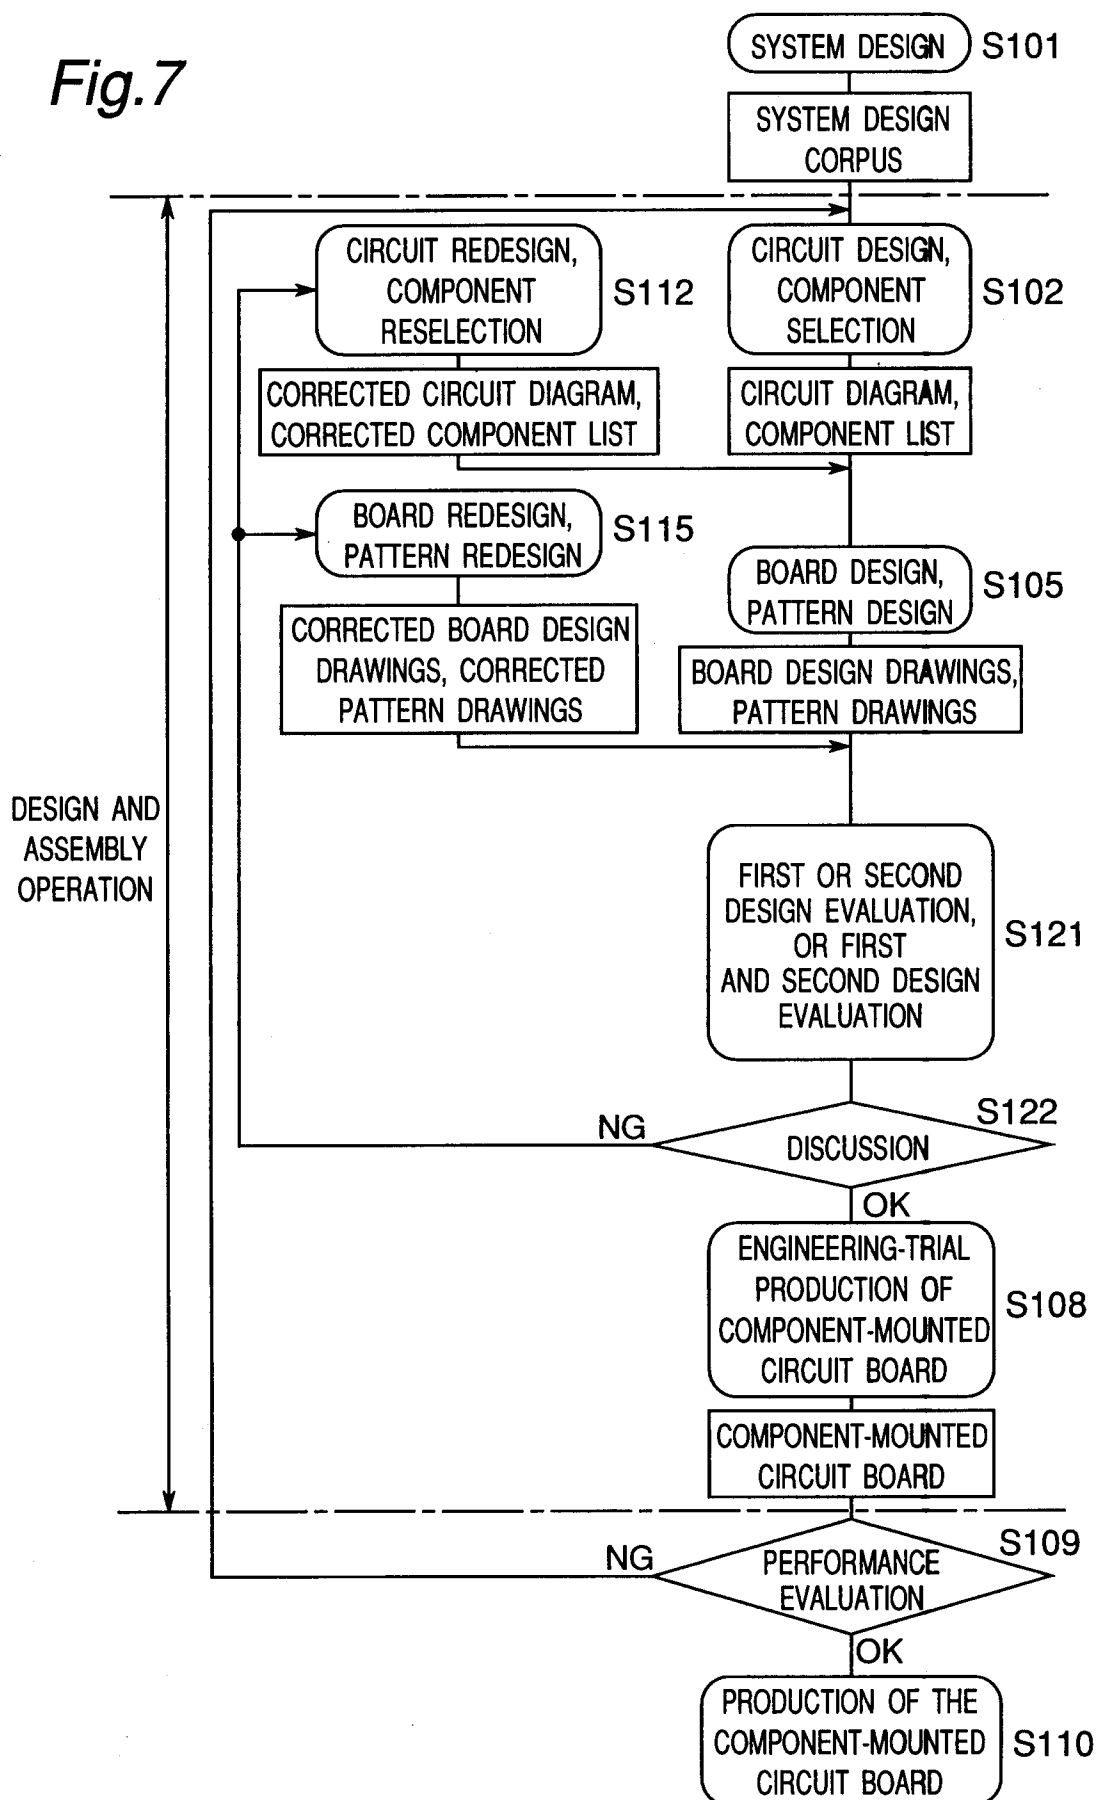 Fig.7
SYSTEM DESIGN
S101
SYSTEM DESIGN
CORPUS
CIRCUIT REDESIGN,
COMPONENT
RESELECTION
S112
CIRCUIT DESIGN,
COMPONENT
SELECTION
S102
CORRECTED CIRCUIT DIAGRAM,
CORRECTED COMPONENT LIST
CIRCUIT DIAGRAM,
COMPONENT LIST
BOARD REDESIGN,
PATTERN REDESIGN
S115
BOARD DESIGN,
PATTERN DESIGN
S105
CORRECTED BOARD DESIGN
DRAWINGS, CORRECTED
PATTERN DRAWINGS
BOARD DESIGN DRAWINGS,
PATTERN DRAWINGS
DESIGN AND
ASSEMBLY
OPERATION
FIRST OR SECOND
DESIGN EVALUATION,
OR FIRST
AND SECOND DESIGN
EVALUATION
S121
NG
DISCUSSION
S122
OK
ENGINEERING-TRIAL
PRODUCTION OF
COMPONENT-MOUNTED
CIRCUIT BOARD
S108
COMPONENT-MOUNTED
CIRCUIT BOARD
NG
PERFORMANCE
EVALUATION
S109
OK
PRODUCTION OF THE
COMPONENT-MOUNTED
CIRCUIT BOARD
S110